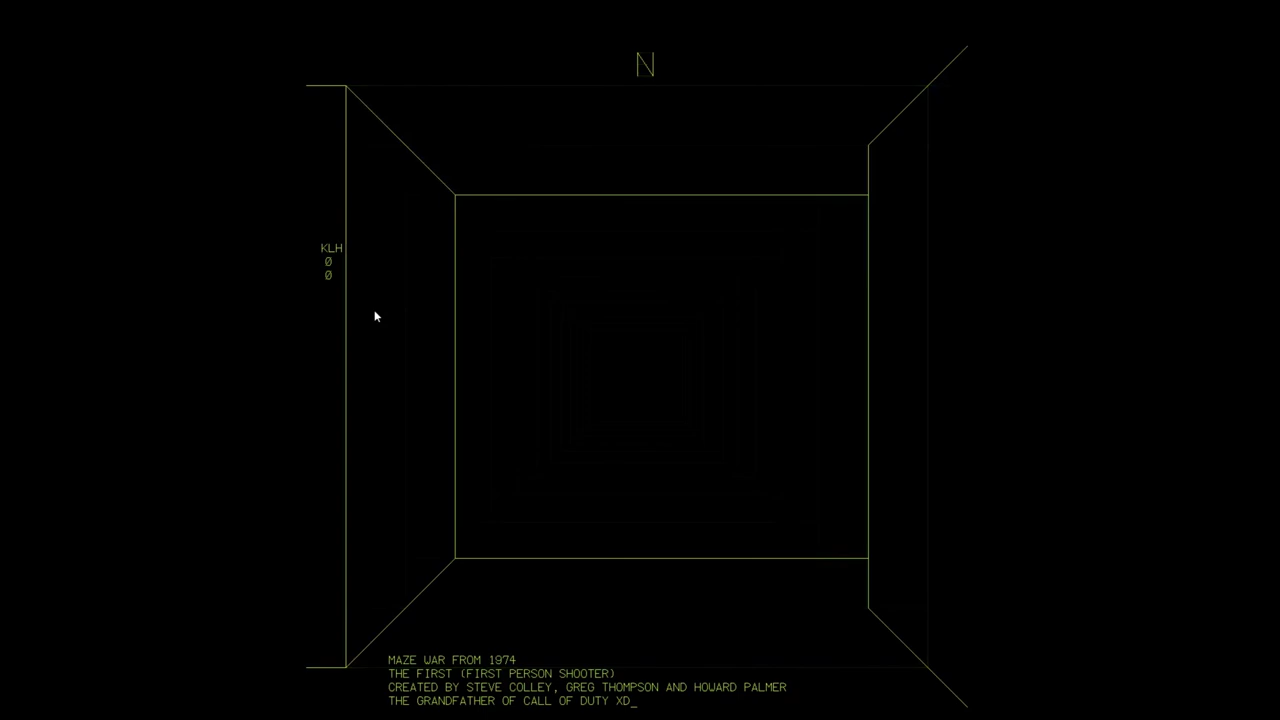 N
KLH
0
0
MAZE WAR FROM 1974
THE FIRST (FIRST PERSON SHOOTER)
CREATED BY STEVE COLLEY, GREG THOMPSON AND HOWARD PALMER
THE GRANDFATHER OF CALL OF DUTY XD_